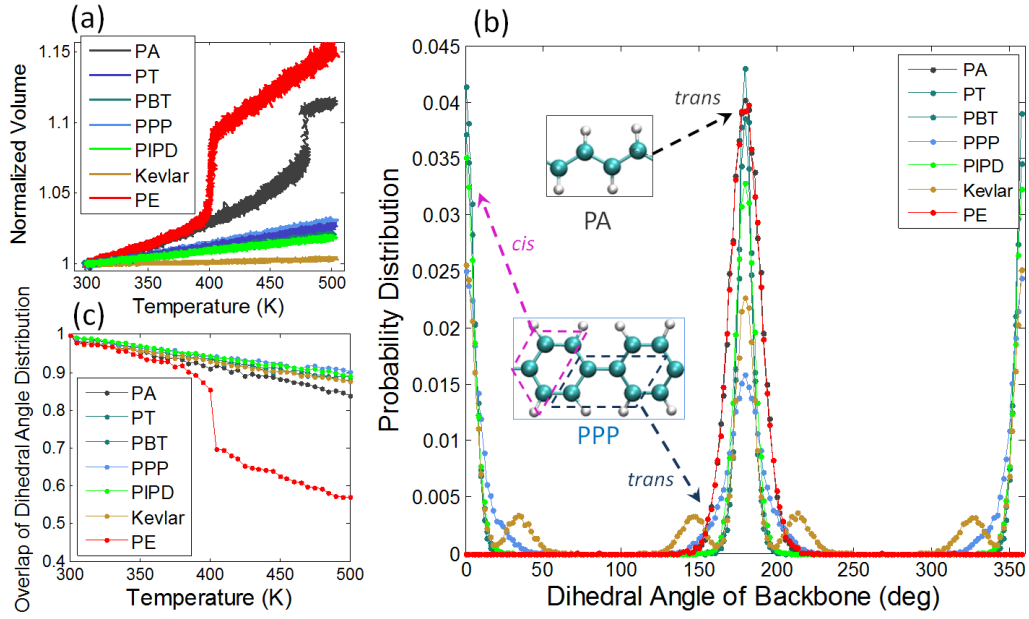 (a)
Normalized Volume
1.15
1.10
1.05
1
PA
PT
PBT
PPP
PIPD
Kevlar
PE
300
350
400
450
500
Temperature (K)
(c)
Overlap of Dihedral Angle Distribution
1
0.9
0.8
0.7
0.6
0.5
0.4
PA
PT
PBT
PPP
PIPD
Kevlar
PE
300
350
400
450
500
Temperature (K)
(b)
Probability Distribution
0.045
0.04
0.035
0.03
0.025
0.02
0.015
0.01
0.005
0
trans
PA
cis
PPP
trans
PA
PT
PBT
PPP
PIPD
Kevlar
PE
0
50
100
150
200
250
300
350
Dihedral Angle of Backbone (deg)